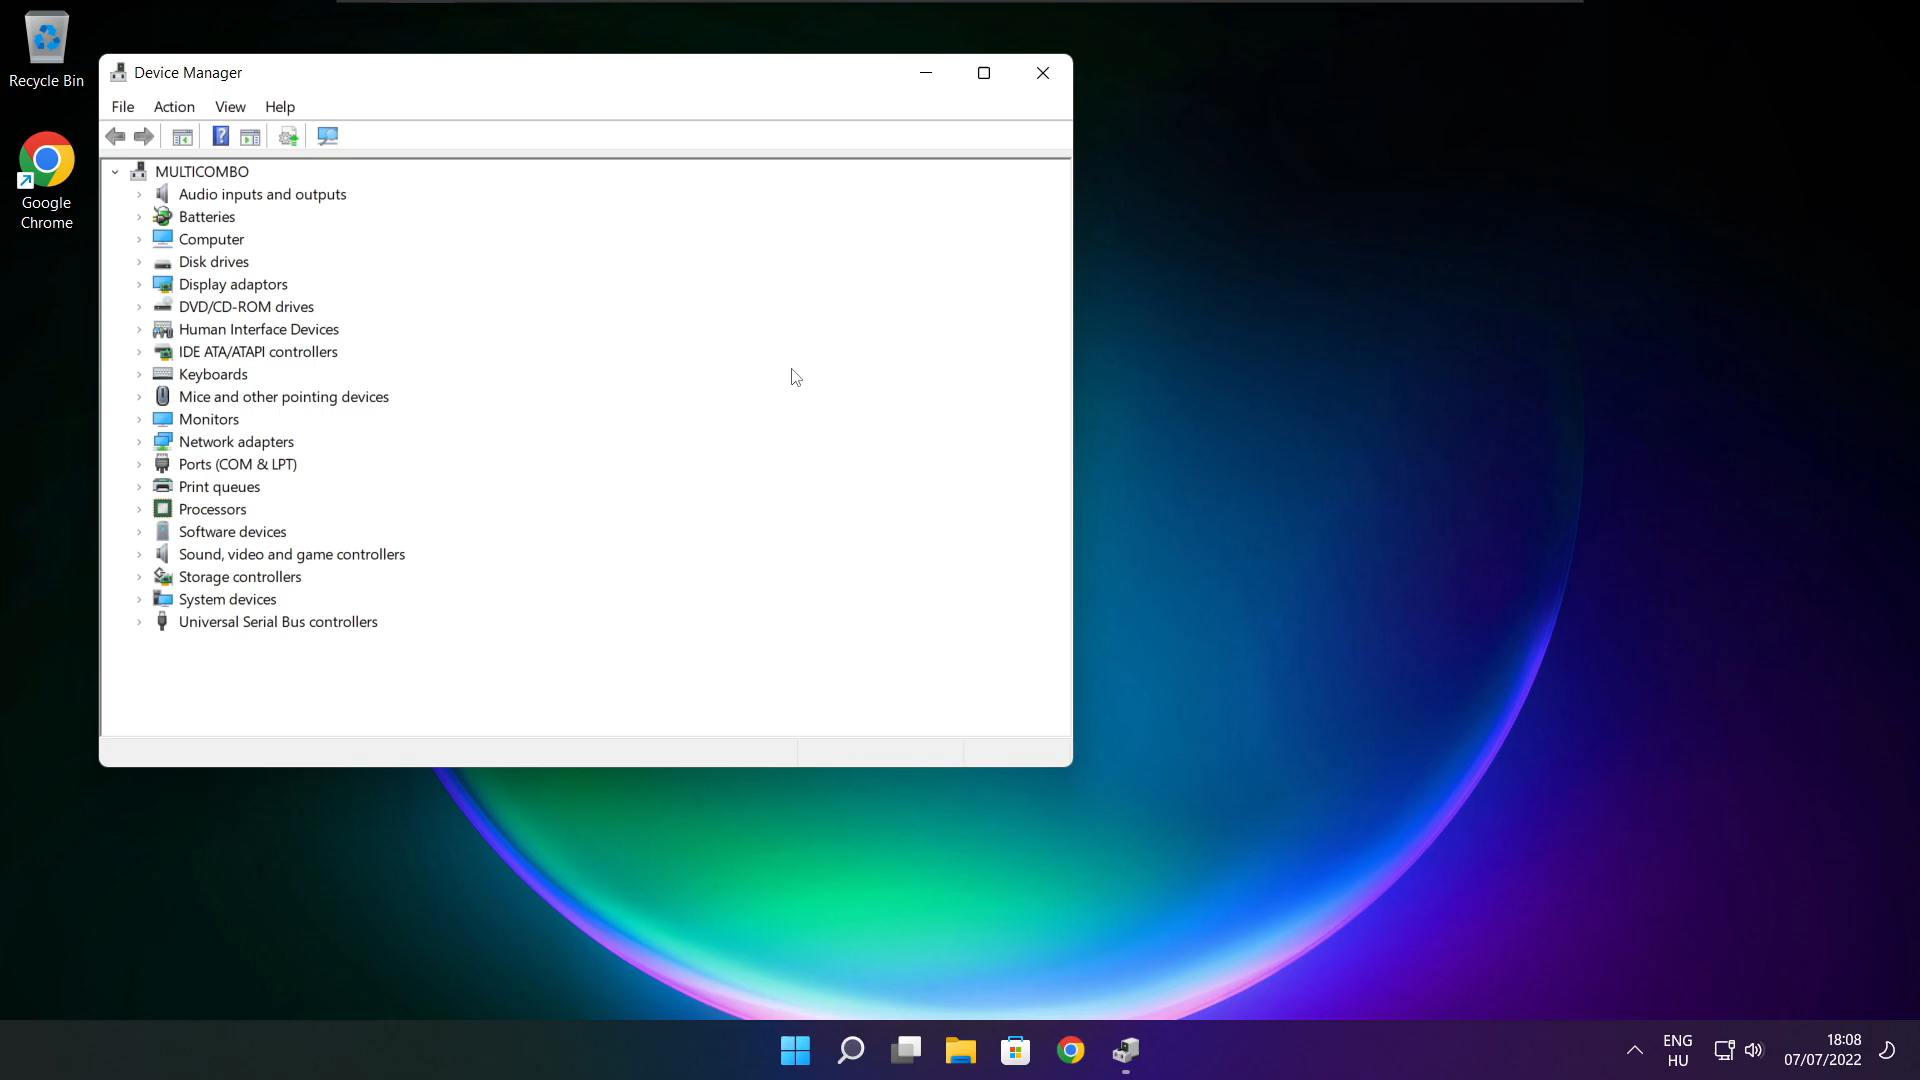 Recycle Bin
Google
Chrome
Device Manager
File Action View Help
MULTICOMBO
Audio inputs and outputs
Batteries
Computer
Disk drives
Display adaptors
DVD/CD-ROM drives
Human Interface Devices
IDE ATA/ATAPI controllers
Keyboards
Mice and other pointing devices
Monitors
Network adapters
Ports (COM & LPT)
Print queues
Processors
Software devices
Sound, video and game controllers
Storage controllers
System devices
Universal Serial Bus controllers
ENG
HU
18:08
07/07/2022